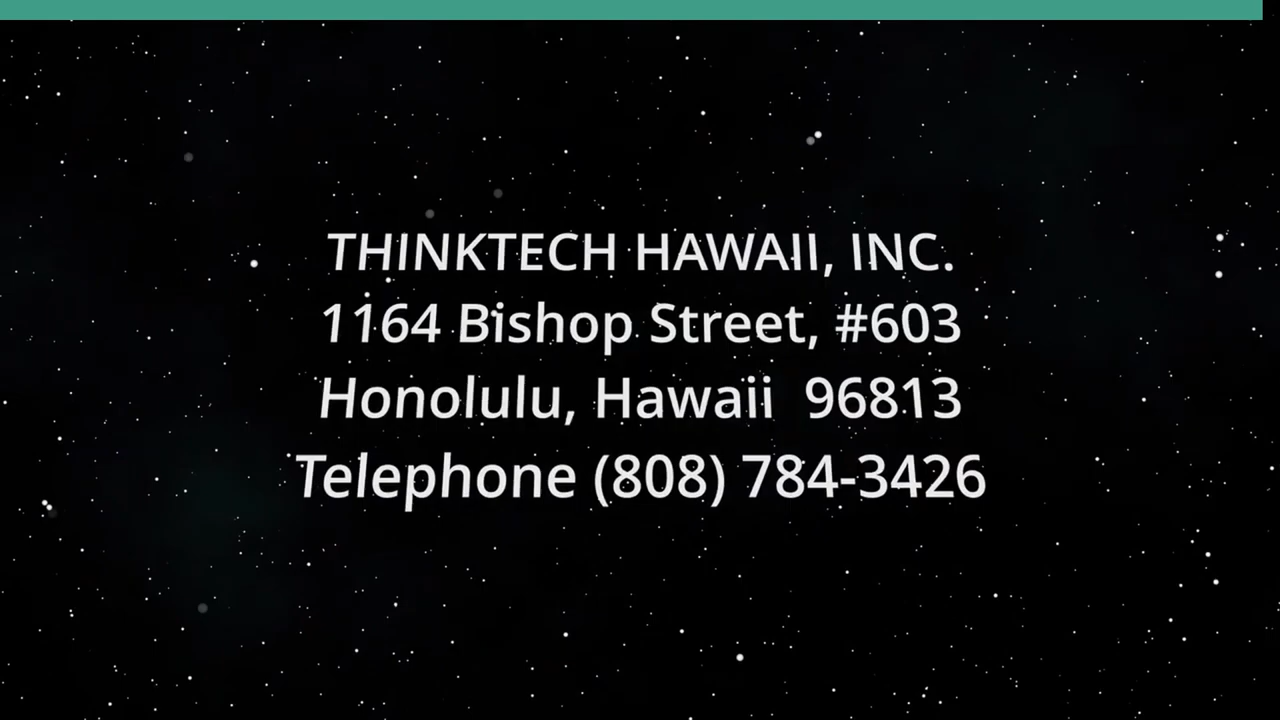 THINKTECH HAWAII, INC.
1164 Bishop Street, #603
Honolulu, Hawaii  96813
Telephone (808) 784-3426